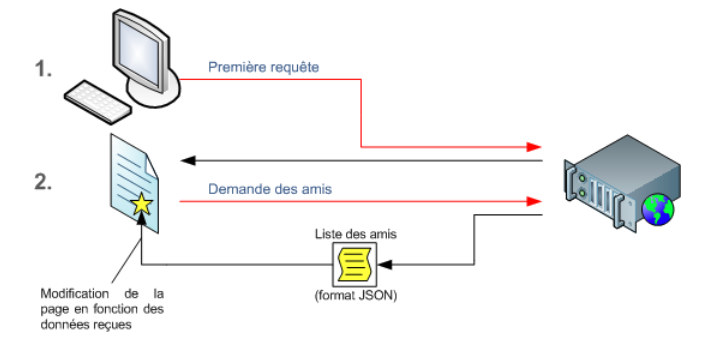 1.
Première requête
2.
Demande des amis
Liste des amis
(format JSON)
Modification de la
page en fonction des
données reçues